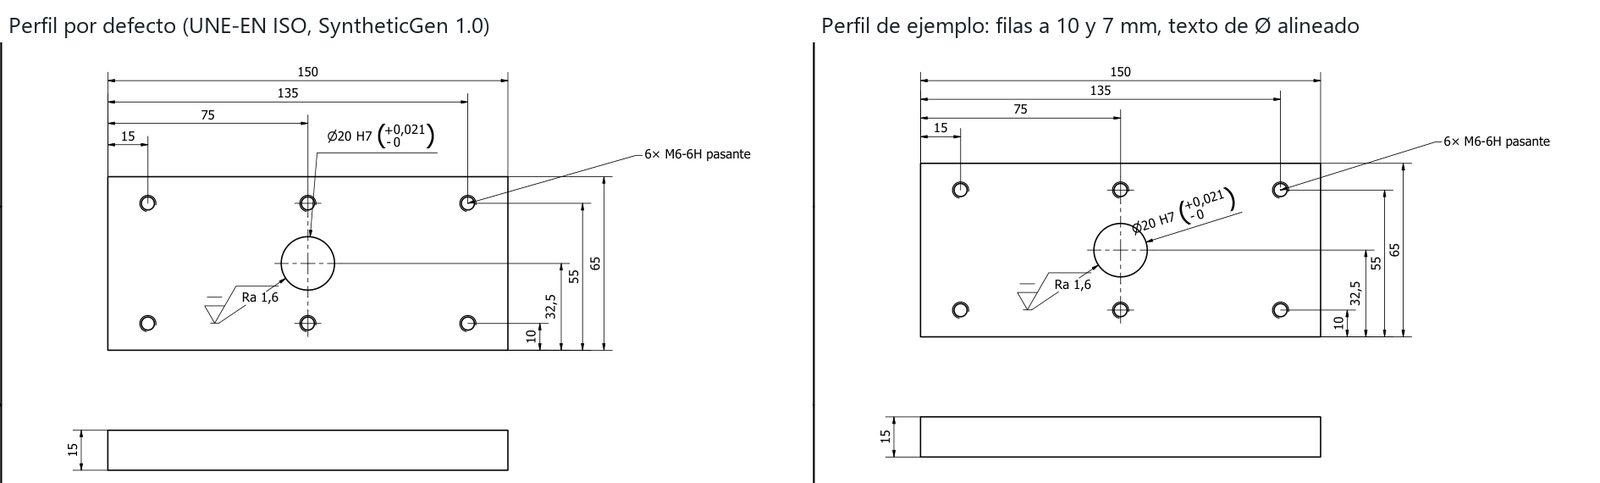 Perfil por defecto (UNE-EN ISO, SyntheticGen 1.0)
150
135
75
15
Ø20 H7 (+0,021
-0)
6× M6-6H pasante
Ra 1,6
10
32,5
55
65
15
Perfil de ejemplo: filas a 10 y 7 mm, texto de Ø alineado
150
135
75
15
6× M6-6H pasante
Ø20 H7 (+0,021
-0)
Ra 1,6
10
32,5
55
65
15